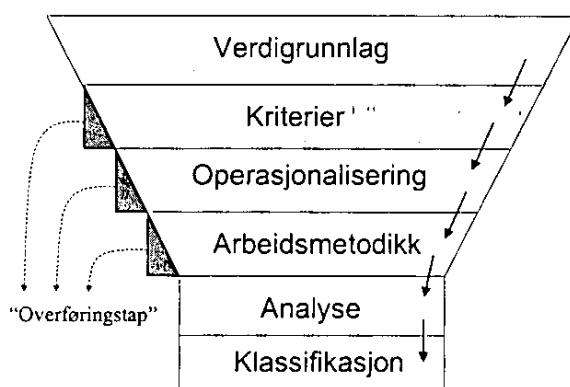 Verdigrunnlag
Kriterier
Operasjonalisering
Arbeidsmetodikk
"Overføringstap"
Analyse
Klassifikasjon